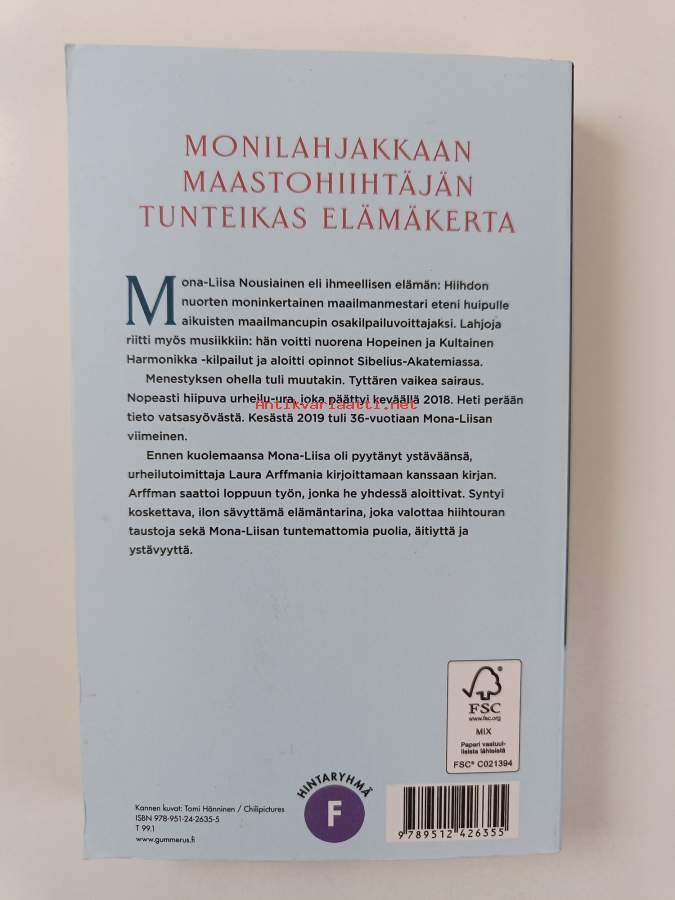 MONILAHJAKKAAN
MAASTOHIIHTÄJÄN
TUNTEIKAS ELÄMÄKERTA
Mona-Liisa Nousiainen eli ihmeellisen elämän: Hiihdon
nuorten moninkertainen maailmanmestari eteni huipulle
aikuisten maailmancupin osakilpailuvoittajaksi. Lahjoja
riitti myös musiikkiin: hän voitti nuorena Hopeinen ja Kultainen
Harmonikka -kilpailut ja aloitti opinnot Sibelius-Akatemiassa.
Menestyksen ohella tuli muutakin. Tyttären vaikea sairaus.
Nopeasti hiipuva urheilu-ura, joka päättyi keväällä 2018. Heti perään
Antikvariaatti.net
tieto vatsasyövästä. Kesästä 2019 tuli 36-vuotiaan Mona-Liisan
viimeinen.
Ennen kuolemaansa Mona-Liisa oli pyytänyt ystäväänsä,
urheilutoimittaja Laura Arffmania kirjoittamaan kanssaan kirjan.
Arffman saattoi loppuun työn, jonka he yhdessä aloittivat. Syntyi
koskettava, ilon sävyttämä elämäntarina, joka valottaa hiihtouran
taustoja sekä Mona-Liisan tuntemattomia puolia, äitiyttä ja
ystävyyttä.
FSC
www.fsc.org
MIX
Paperi vastuul-
lisista lähteistä
FSC® C021394
HINTARYHMÄ
F
Kannen kuvat: Tomi Hänninen / Chilipictures
ISBN 978-951-24-2635-5
T 99.1
www.gummerus.fi
9 789512 426355